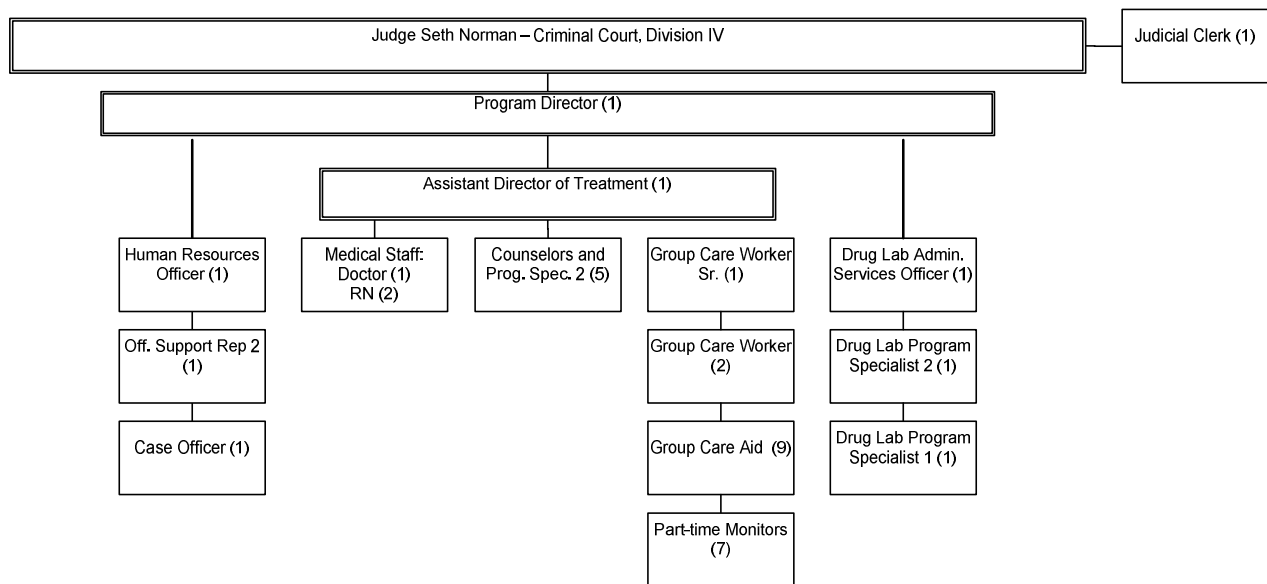 Judge Seth Norman – Criminal Court, Division IV
Judicial Clerk (1)
Program Director (1)
Assistant Director of Treatment (1)
Human Resources
Officer (1)
Medical Staff:
Doctor (1)
RN (2)
Counselors and
Prog. Spec. 2 (5)
Group Care Worker
Sr. (1)
Drug Lab Admin.
Services Officer (1)
Off. Support Rep 2
(1)
Group Care Worker
(2)
Drug Lab Program
Specialist 2 (1)
Case Officer (1)
Group Care Aid (9)
Drug Lab Program
Specialist 1 (1)
Part-time Monitors
(7)